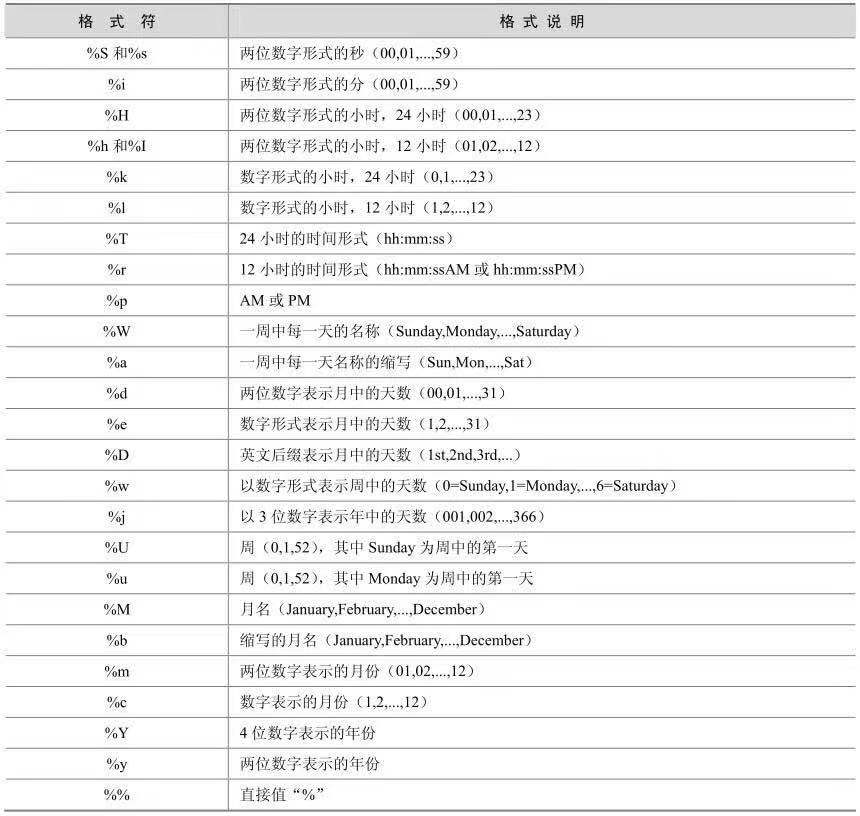 格 式 符 格 式 说 明
%S 和%s 两位数字形式的秒（00,01,...,59）
%i 两位数字形式的分（00,01,...,59）
%H 两位数字形式的小时，24 小时（00,01,...,23）
%h 和%I 两位数字形式的小时，12 小时（01,02,...,12）
%k 数字形式的小时，24 小时（0,1,...,23）
%l 数字形式的小时，12 小时（1,2,...,12）
%T 24 小时的时间形式（hh:mm:ss）
%r 12 小时的时间形式（hh:mm:ssAM 或 hh:mm:ssPM）
%p AM 或 PM
%W 一周中每一天的名称（Sunday,Monday,...,Saturday）
%a 一周中每一天名称的缩写（Sun,Mon,...,Sat）
%d 两位数字表示月中的天数（00,01,...,31）
%e 数字形式表示月中的天数（1,2,...,31）
%D 英文后缀表示月中的天数（1st,2nd,3rd,...）
%w 以数字形式表示周中的天数（0=Sunday,1=Monday,...,6=Saturday）
%j 以 3 位数字表示年中的天数（001,002,...,366）
%U 周（0,1,52），其中 Sunday 为周中的第一天
%u 周（0,1,52），其中 Monday 为周中的第一天
%M 月名（January,February,...,December）
%b 缩写的月名（January,February,...,December）
%m 两位数字表示的月份（01,02,...,12）
%c 数字表示的月份（1,2,...,12）
%Y 4 位数字表示的年份
%y 两位数字表示的年份
%% 直接值“%”